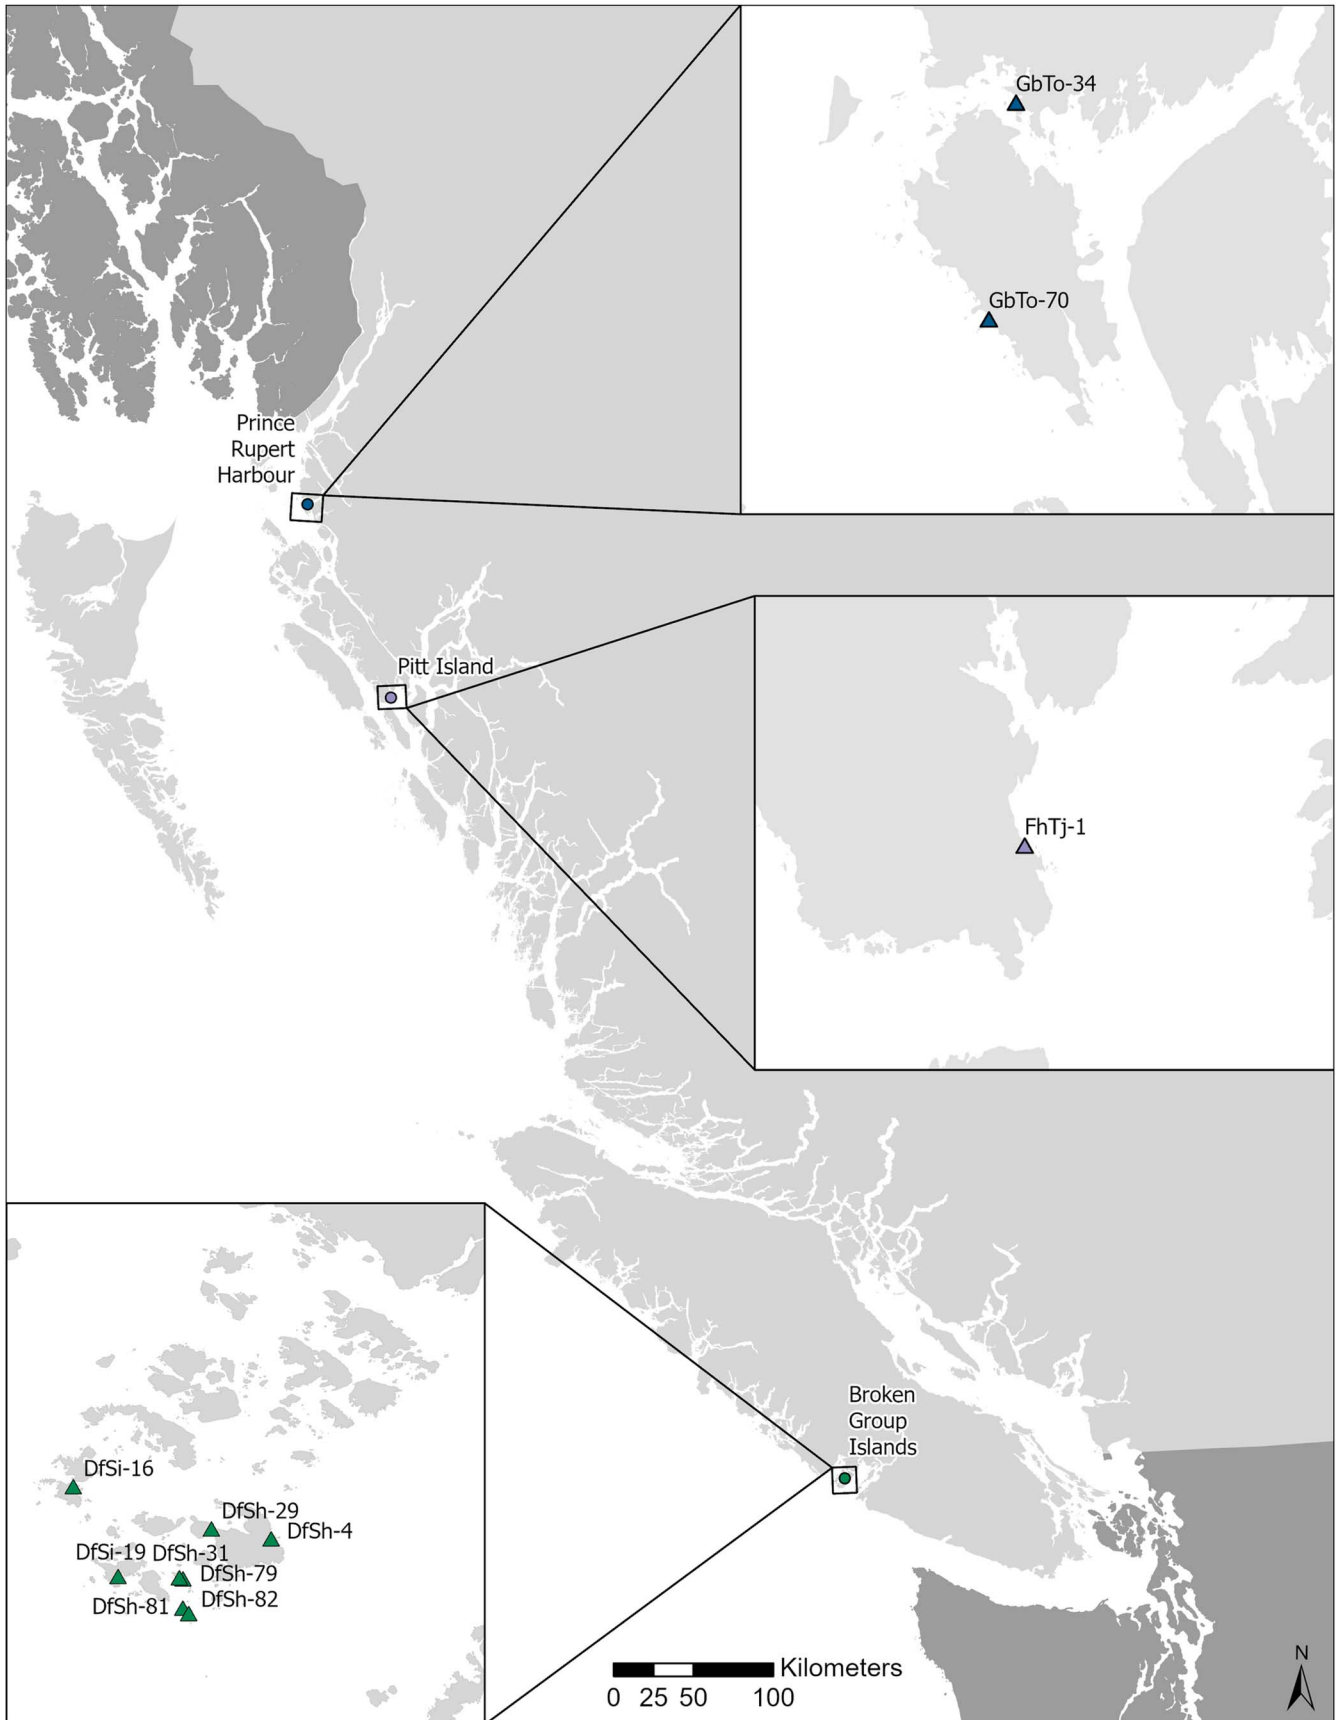 GbTo-34
GbTo-70
Prince
Rupert
Harbour
Pitt Island
FhTj-1
Broken
Group
Islands
DfSi-16
DfSh-29
DfSh-4
DfSi-19 DfSh-31
DfSh-79
DfSh-81 DfSh-82
Kilometers
0 25 50 100
N